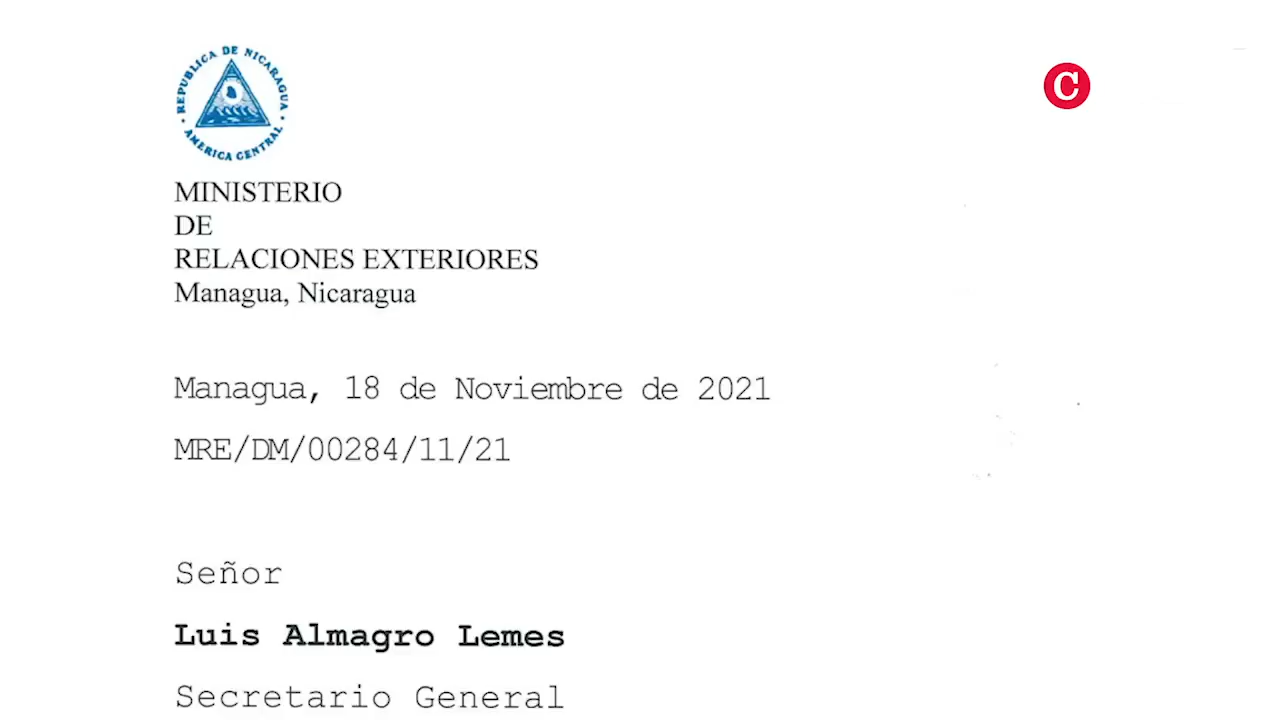 REPUBLICA DE NICARAGUA
AMERICA CENTRAL
C
MINISTERIO
DE
RELACIONES EXTERIORES
Managua, Nicaragua
Managua, 18 de Noviembre de 2021
MRE/DM/00284/11/21
Señor
Luis Almagro Lemes
Secretario General